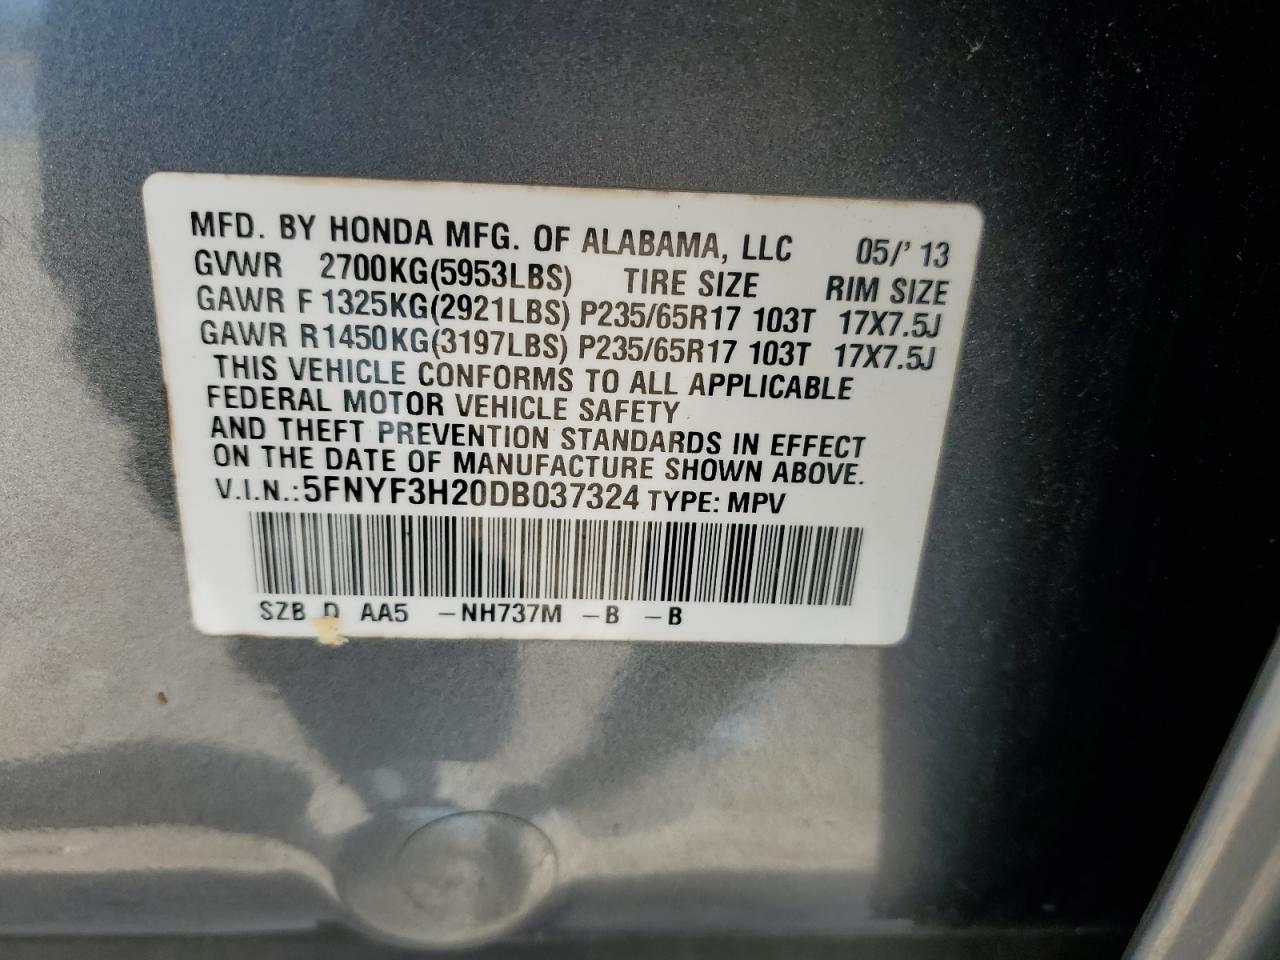 MFD. BY HONDA MFG. OF ALABAMA, LLC 05/'13
GVWR 2700KG(5953LBS) TIRE SIZE RIM SIZE
GAWR F 1325KG(2921LBS) P235/65R17 103T 17X7.5J
GAWR R1450KG(3197LBS) P235/65R17 103T 17X7.5J
THIS VEHICLE CONFORMS TO ALL APPLICABLE
FEDERAL MOTOR VEHICLE SAFETY
AND THEFT PREVENTION STANDARDS IN EFFECT
ON THE DATE OF MANUFACTURE SHOWN ABOVE.
V.I.N.:5FNYF3H20DB037324 TYPE: MPV
SZB D AA5 -NH737M -B -B